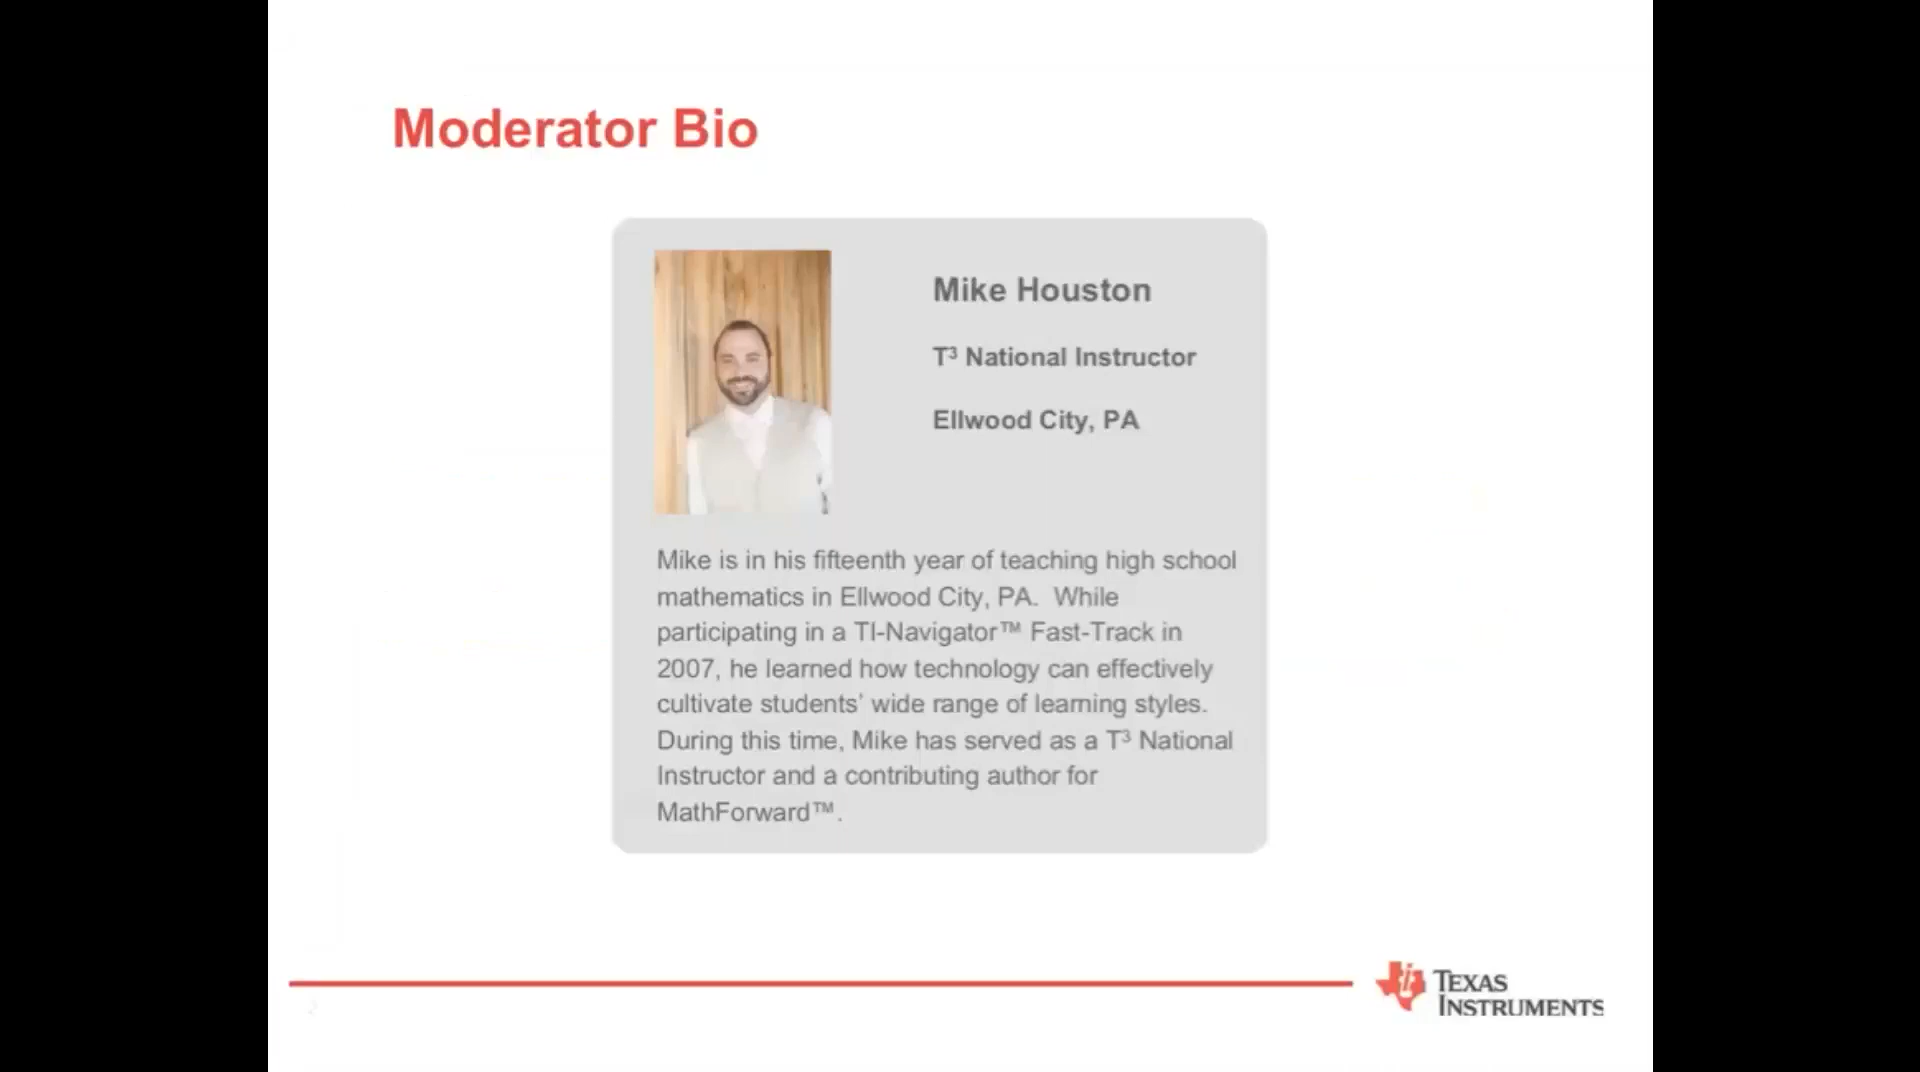 Moderator Bio
Mike Houston
T³ National Instructor
Ellwood City, PA
Mike is in his fifteenth year of teaching high school
mathematics in Ellwood City, PA.  While
participating in a TI-Navigator™ Fast-Track in
2007, he learned how technology can effectively
cultivate students’ wide range of learning styles.
During this time, Mike has served as a T³ National
Instructor and a contributing author for
MathForward™.
TEXAS
INSTRUMENTS